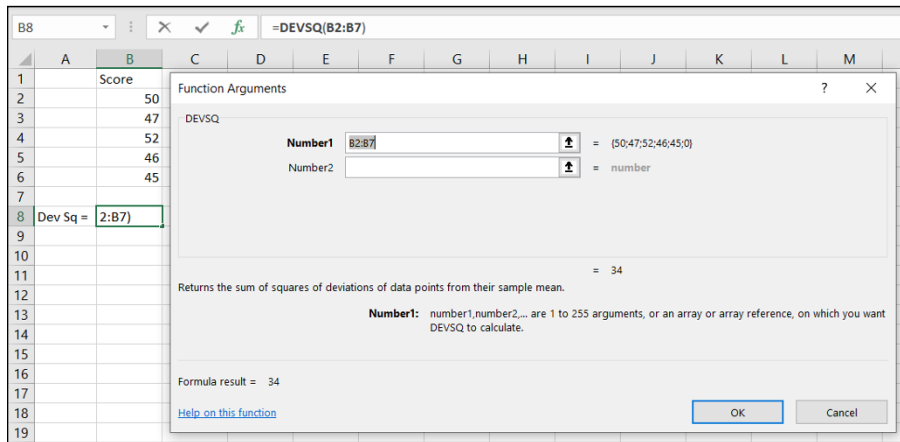 B8 fx =DEVSQ(B2:B7)
A B C D E F G H I J K L M
1 Score
2 50
3 47
4 52
5 46
6 45
7
8 Dev Sq = 2:B7)
9
10
11
12
13
14
15
16
17
18
19
Function Arguments ? ×
DEVSQ
Number1 B2:B7 = {50;47;52;46;45;0}
Number2 = number
= 34
Returns the sum of squares of deviations of data points from their sample mean.
Number1: number1,number2,... are 1 to 255 arguments, or an array or array reference, on which you want
DEVSQ to calculate.
Formula result = 34
Help on this function OK Cancel